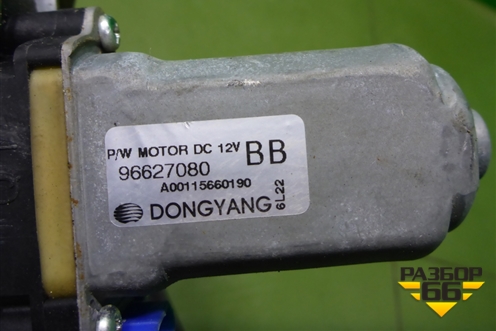 P/W MOTOR DC 12V BB
96627080
A00115660190
DONGYANG
6L22
РАЗБОР
66